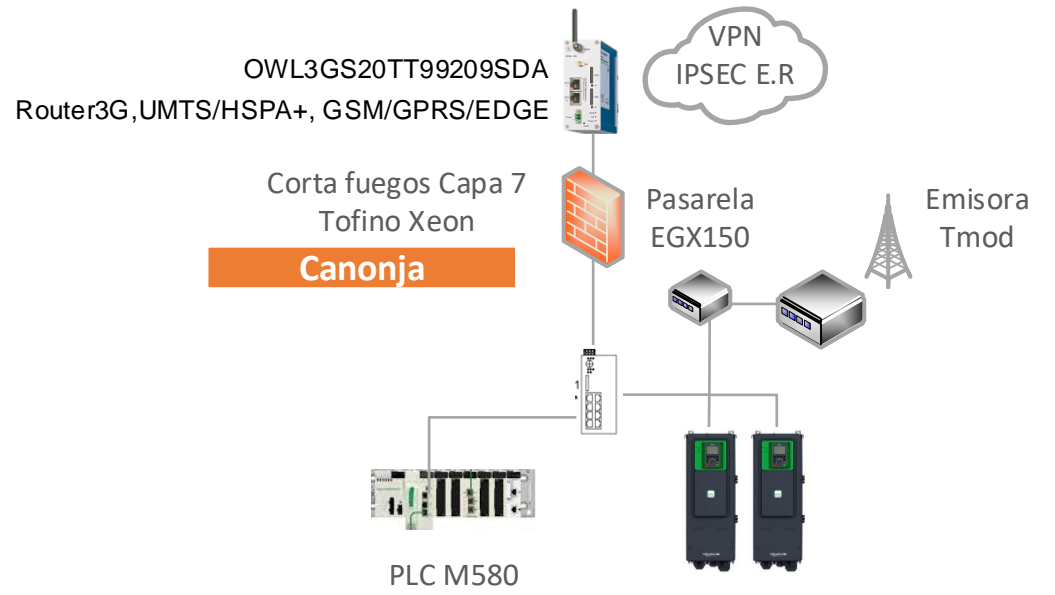 VPN
IPSEC E.R
OWL3GS20TT99209SDA
Router3G,UMTS/HSPA+, GSM/GPRS/EDGE
Corta fuegos Capa 7
Tofino Xeon
Canonja
Pasarela
EGX150
Emisora
Tmod
1
PLC M580